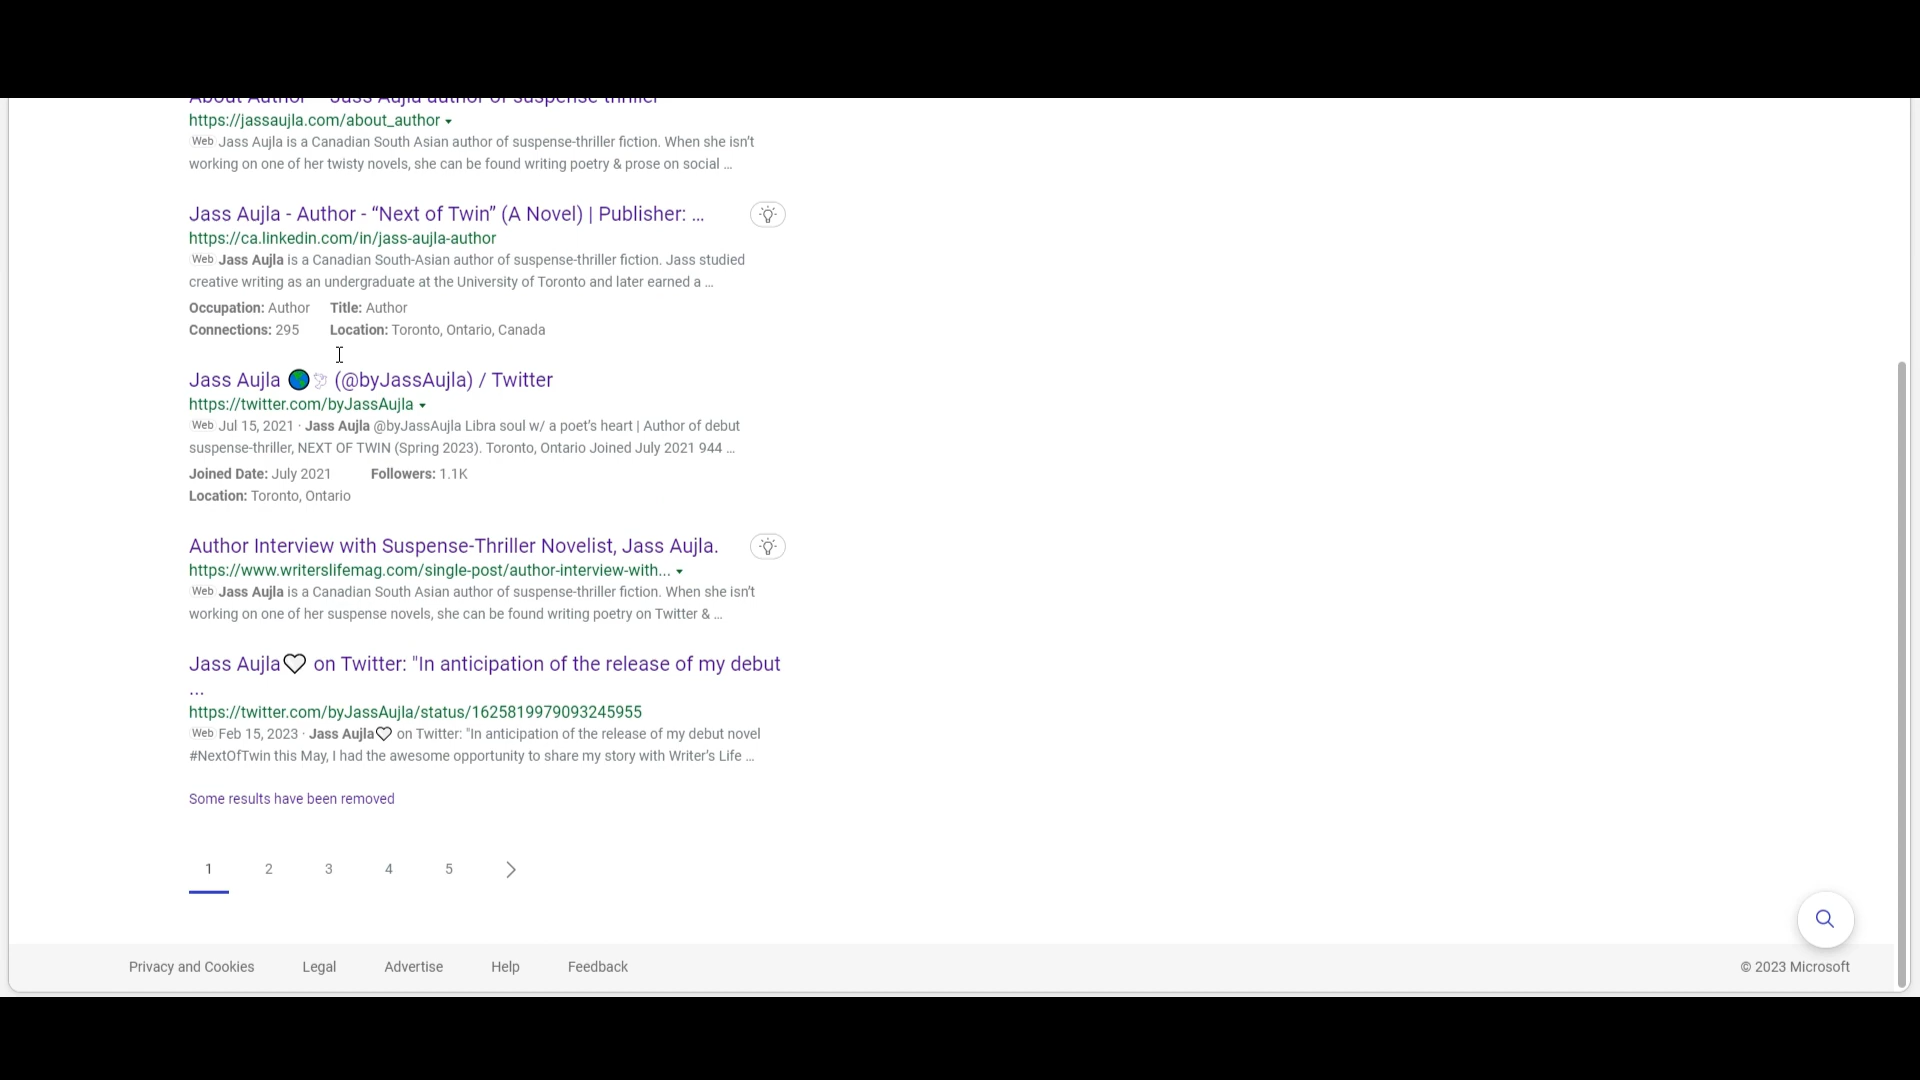 About Author – Jass Aujla author of suspense thriller
https://jassaujla.com/about_author
Web Jass Aujla is a Canadian South Asian author of suspense-thriller fiction. When she isn’t
working on one of her twisty novels, she can be found writing poetry & prose on social ...
Jass Aujla - Author - “Next of Twin” (A Novel) | Publisher: ...
https://ca.linkedin.com/in/jass-aujla-author
Web Jass Aujla is a Canadian South-Asian author of suspense-thriller fiction. Jass studied
creative writing as an undergraduate at the University of Toronto and later earned a ...
Occupation: Author Title: Author
Connections: 295 Location: Toronto, Ontario, Canada
Jass Aujla 🌎🕊 (@byJassAujla) / Twitter
https://twitter.com/byJassAujla
Web Jul 15, 2021 · Jass Aujla @byJassAujla Libra soul w/ a poet’s heart | Author of debut
suspense-thriller, NEXT OF TWIN (Spring 2023). Toronto, Ontario Joined July 2021 944 ...
Joined Date: July 2021 Followers: 1.1K
Location: Toronto, Ontario
Author Interview with Suspense-Thriller Novelist, Jass Aujla.
https://www.writerslifemag.com/single-post/author-interview-with...
Web Jass Aujla is a Canadian South Asian author of suspense-thriller fiction. When she isn’t
working on one of her suspense novels, she can be found writing poetry on Twitter & ...
Jass Aujla♡ on Twitter: "In anticipation of the release of my debut
...
https://twitter.com/byJassAujla/status/1625819979093245955
Web Feb 15, 2023 · Jass Aujla♡ on Twitter: "In anticipation of the release of my debut novel
#NextOfTwin this May, I had the awesome opportunity to share my story with Writer’s Life ...
Some results have been removed
1 2 3 4 5
Privacy and Cookies Legal Advertise Help Feedback © 2023 Microsoft